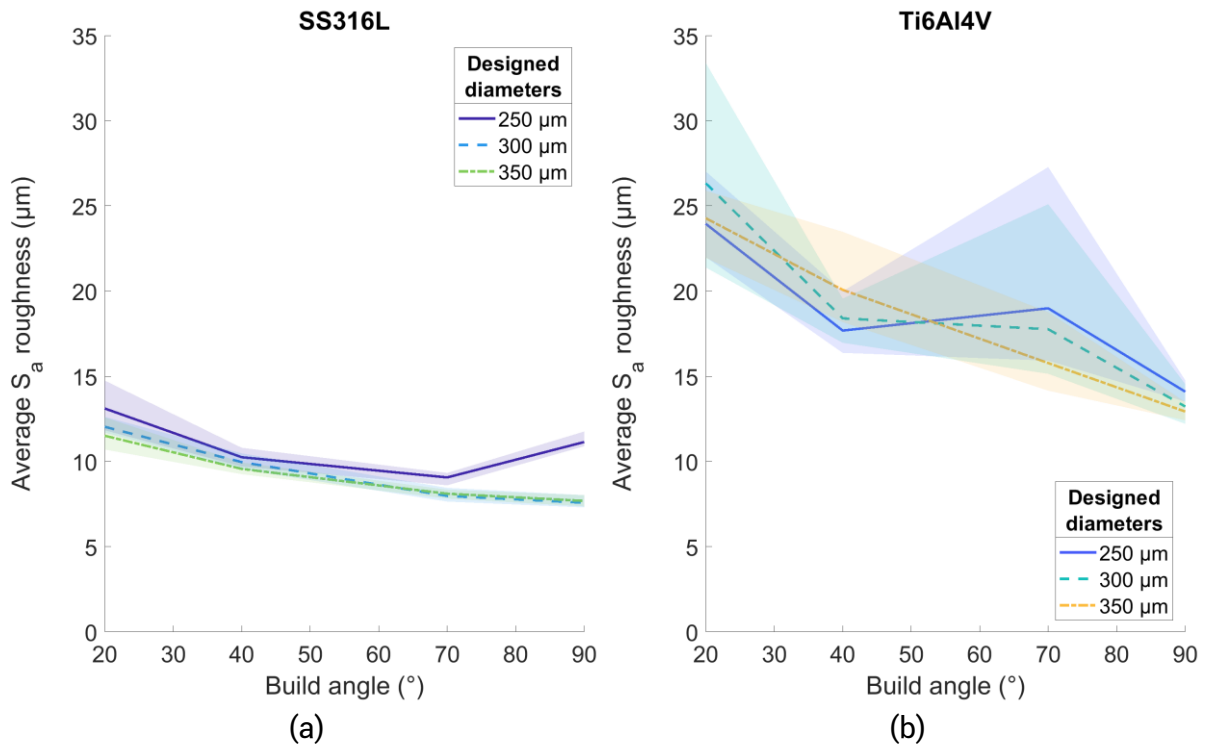 SS316L
35
30
25
20
15
10
5
0
Average Sa roughness (µm)
Designed
diameters
250 µm
300 µm
350 µm
20 30 40 50 60 70 80 90
Build angle (°)
(a)
Ti6Al4V
35
30
25
20
15
10
5
0
Average Sa roughness (µm)
Designed
diameters
250 µm
300 µm
350 µm
20 30 40 50 60 70 80 90
Build angle (°)
(b)